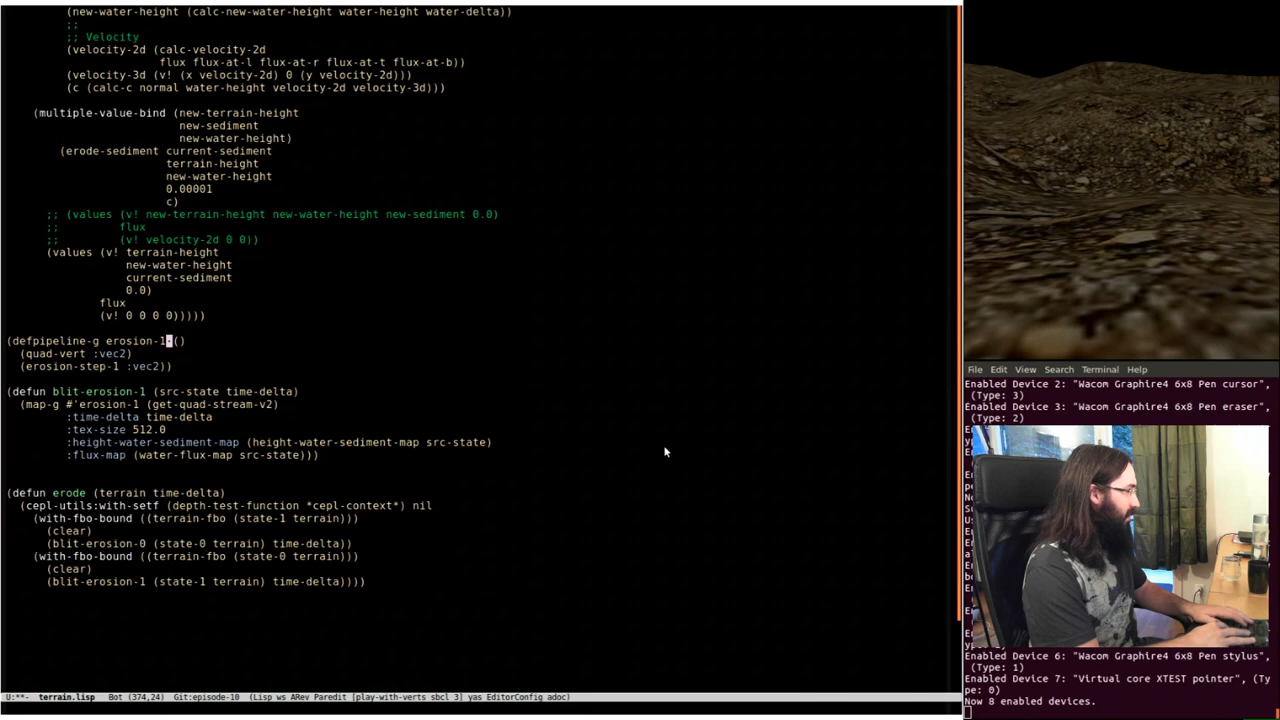 (new-water-height (calc-new-water-height water-height water-delta))
;;
;; Velocity
(velocity-2d (calc-velocity-2d
flux flux-at-l flux-at-r flux-at-t flux-at-b))
(velocity-3d (v! (x velocity-2d) 0 (y velocity-2d)))
(c (calc-c normal water-height velocity-2d velocity-3d)))
(multiple-value-bind (new-terrain-height
new-sediment
new-water-height)
(erode-sediment current-sediment
terrain-height
new-water-height
0.00001
c)
;; (values (v! new-terrain-height new-water-height new-sediment 0.0)
;; flux
;; (v! velocity-2d 0 0))
(values (v! terrain-height
new-water-height
current-sediment
0.0)
flux
(v! 0 0 0 0)))))
(defpipeline-g erosion-1 ()
(quad-vert :vec2)
(erosion-step-1 :vec2))
(defun blit-erosion-1 (src-state time-delta)
(map-g #'erosion-1 (get-quad-stream-v2)
:time-delta time-delta
:tex-size 512.0
:height-water-sediment-map (height-water-sediment-map src-state)
:flux-map (water-flux-map src-state)))
(defun erode (terrain time-delta)
(cepl-utils:with-setf (depth-test-function *cepl-context*) nil
(with-fbo-bound ((terrain-fbo (state-1 terrain)))
(clear)
(blit-erosion-0 (state-0 terrain) time-delta))
(with-fbo-bound ((terrain-fbo (state-0 terrain)))
(clear)
(blit-erosion-1 (state-1 terrain) time-delta))))
U:**- terrain.lisp Bot (374,24) Git:episode-10 (Lisp ws ARev Paredit [play-with-verts sbcl 3] yas EditorConfig adoc)
File Edit View Search Terminal Help
Enabled Device 2: "Wacom Graphire4 6x8 Pen cursor",
(Type: 3)
Enabled Device 3: "Wacom Graphire4 6x8 Pen eraser",
(Type: 2)
Enabled Device 6: "Wacom Graphire4 6x8 Pen stylus",
(Type: 1)
Enabled Device 7: "Virtual core XTEST pointer", (Ty
pe: 0)
Now 8 enabled devices.